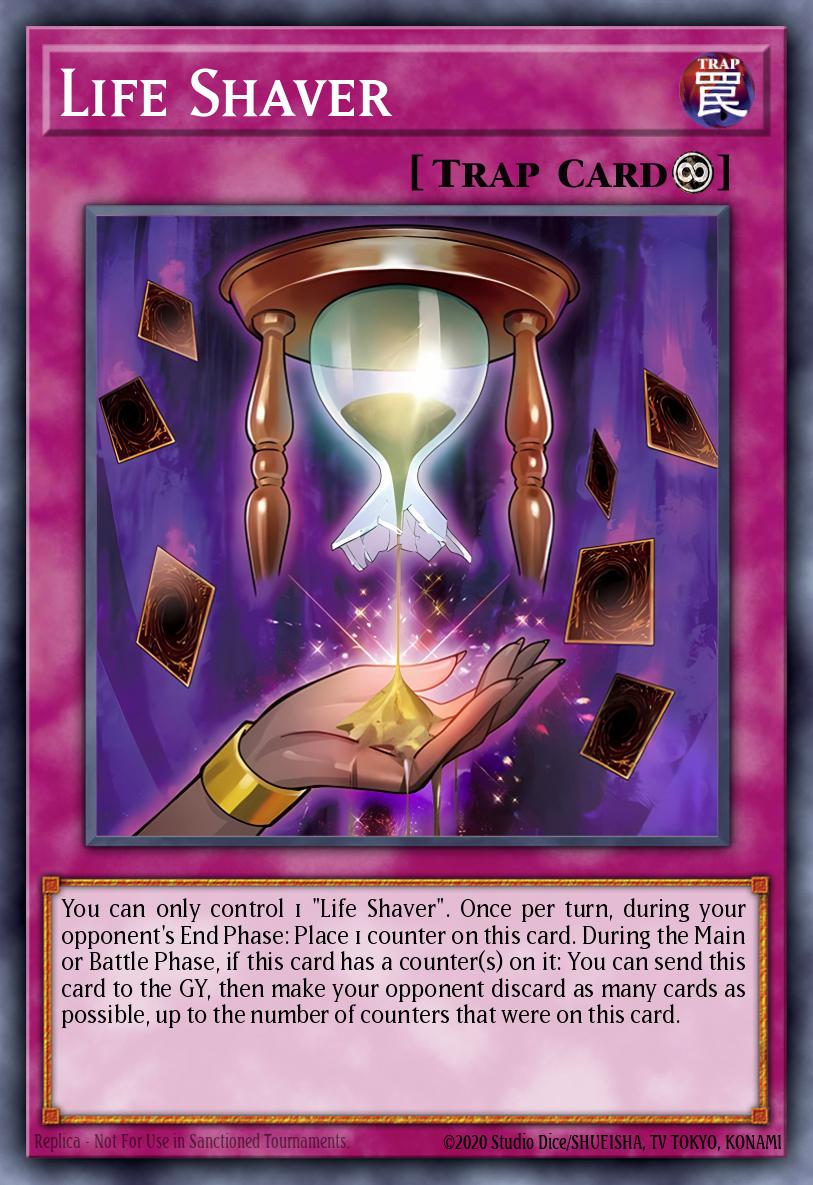 LIFE SHAVER
TRAP
罠
[TRAP CARD]
You can only control 1 "Life Shaver". Once per turn, during your
opponent's End Phase: Place 1 counter on this card. During the Main
or Battle Phase, if this card has a counter(s) on it: You can send this
card to the GY, then make your opponent discard as many cards as
possible, up to the number of counters that were on this card.
Replica - Not For Use in Sanctioned Tournaments.
©2020 Studio Dice/SHUEISHA, TV TOKYO, KONAMI